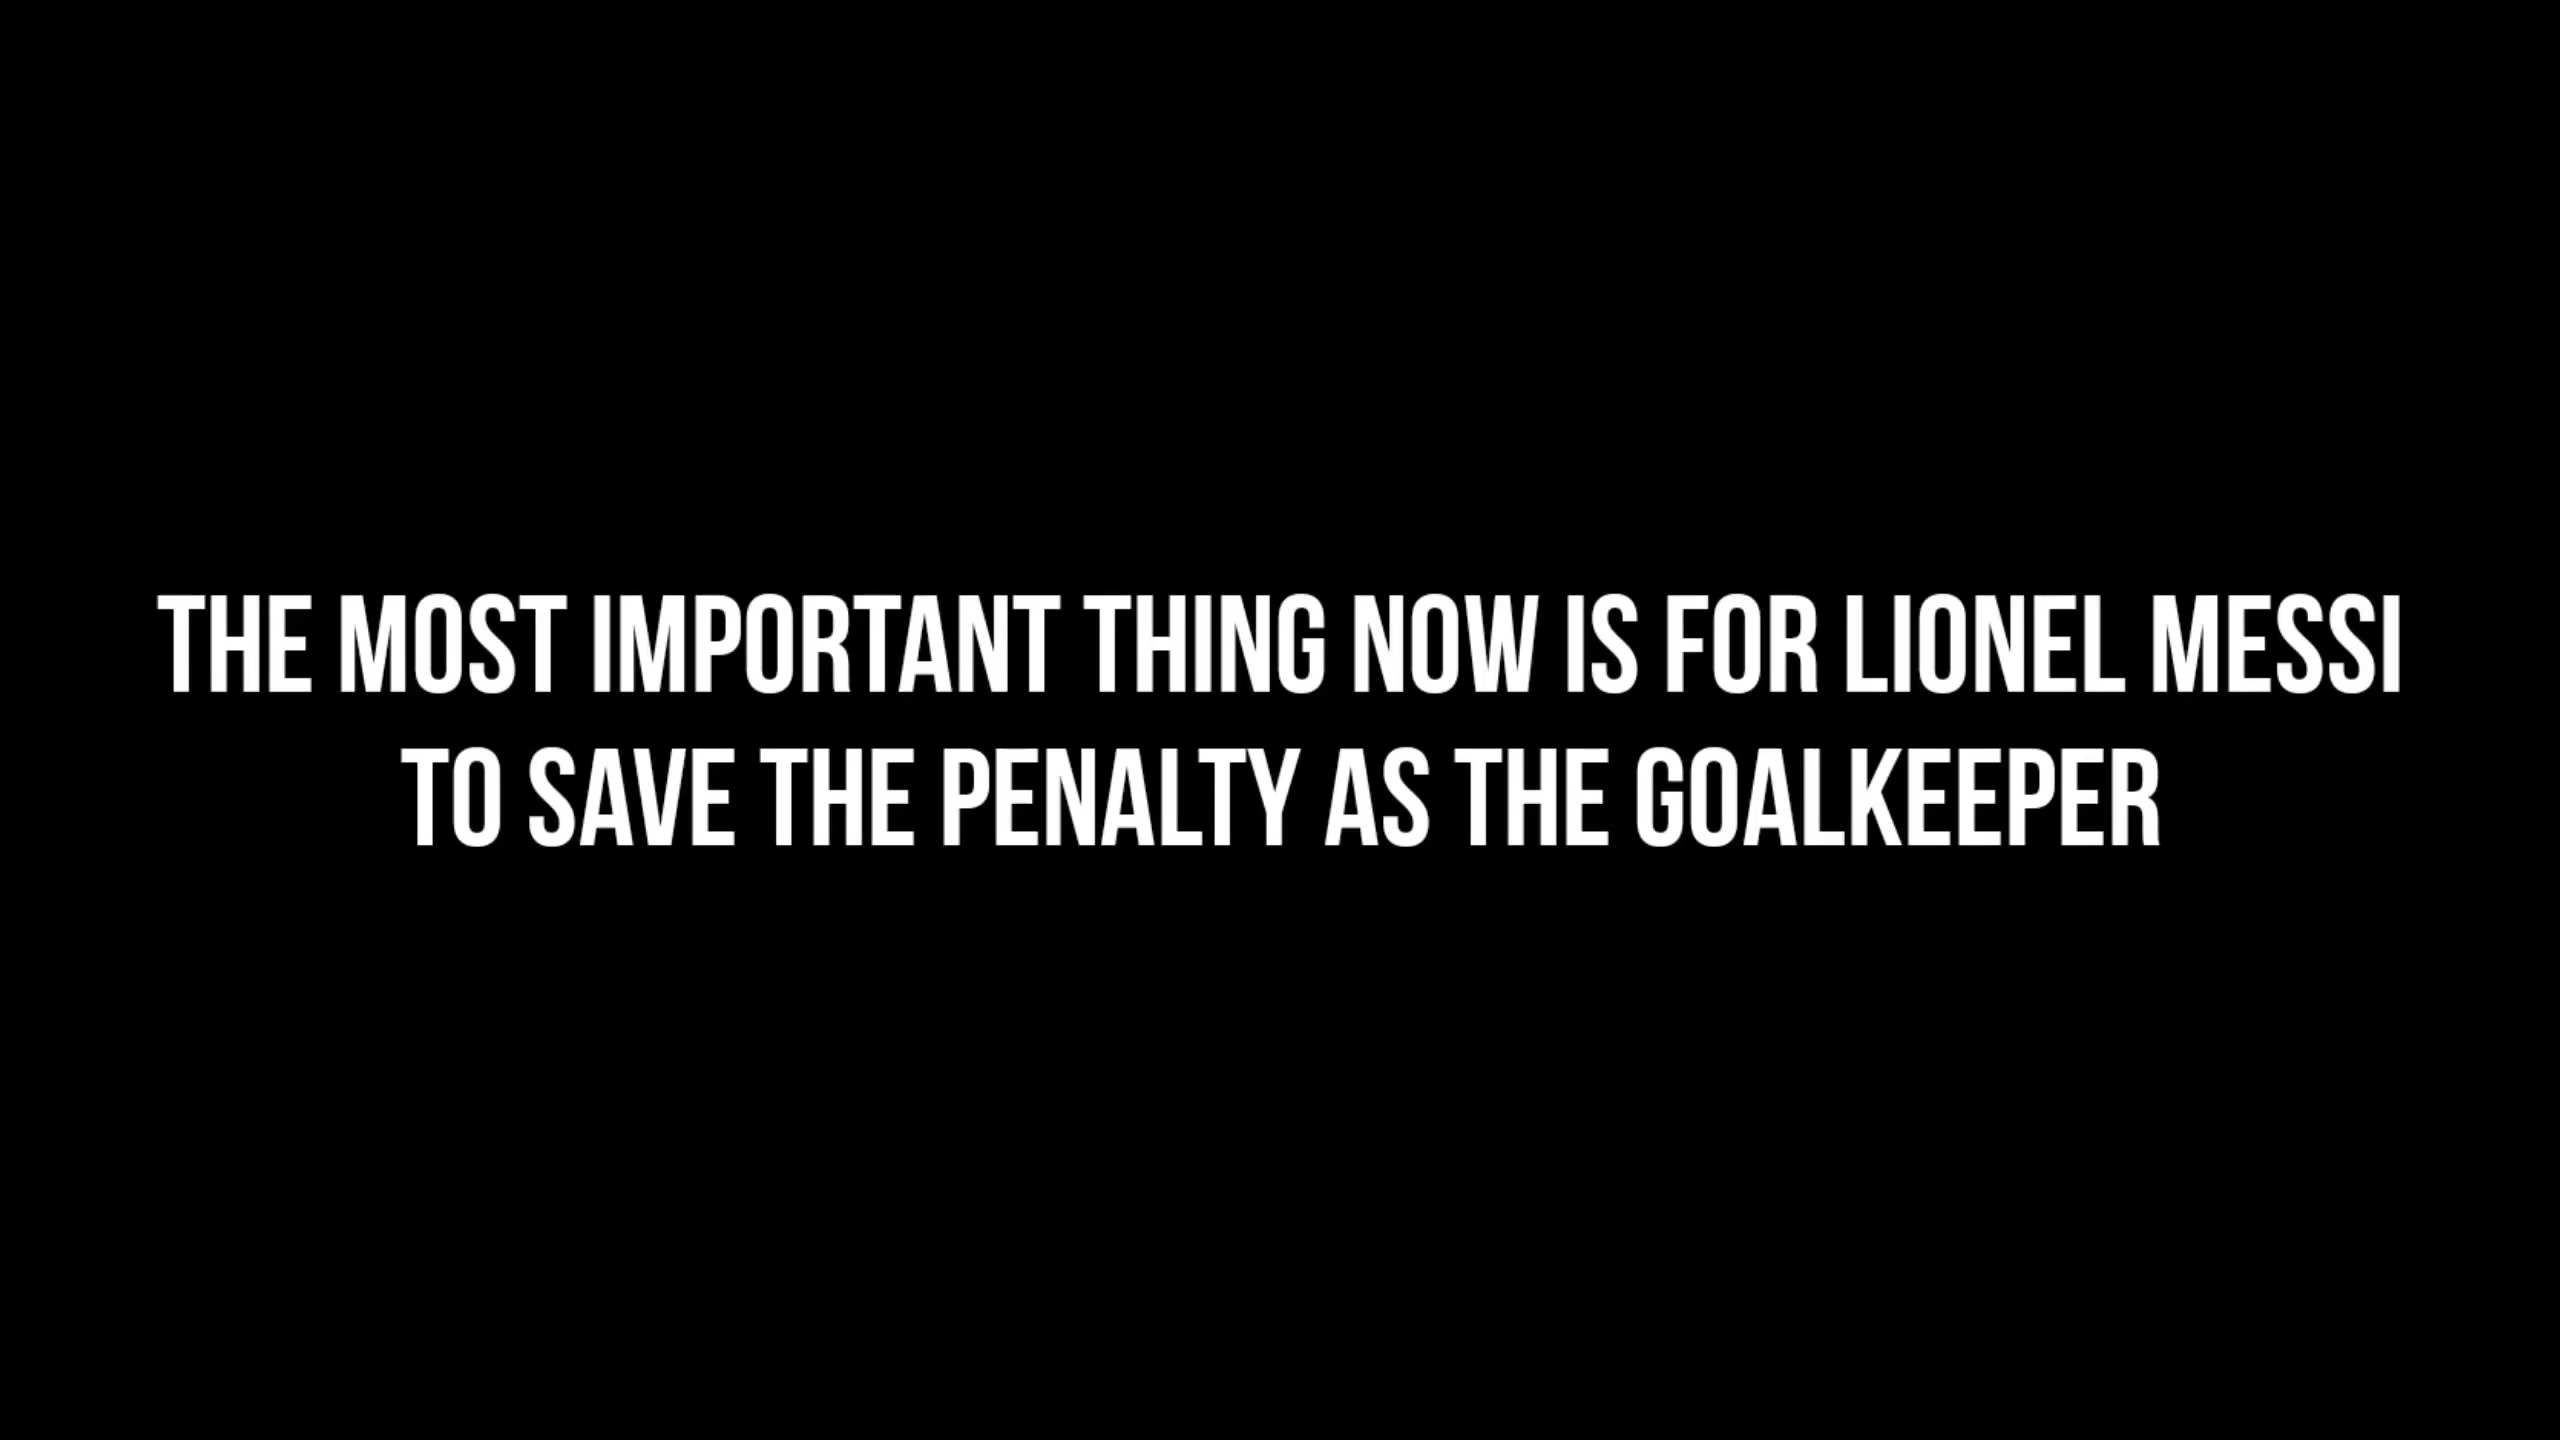 THE MOST IMPORTANT THING NOW IS FOR LIONEL MESSI
TO SAVE THE PENALTY AS THE GOALKEEPER